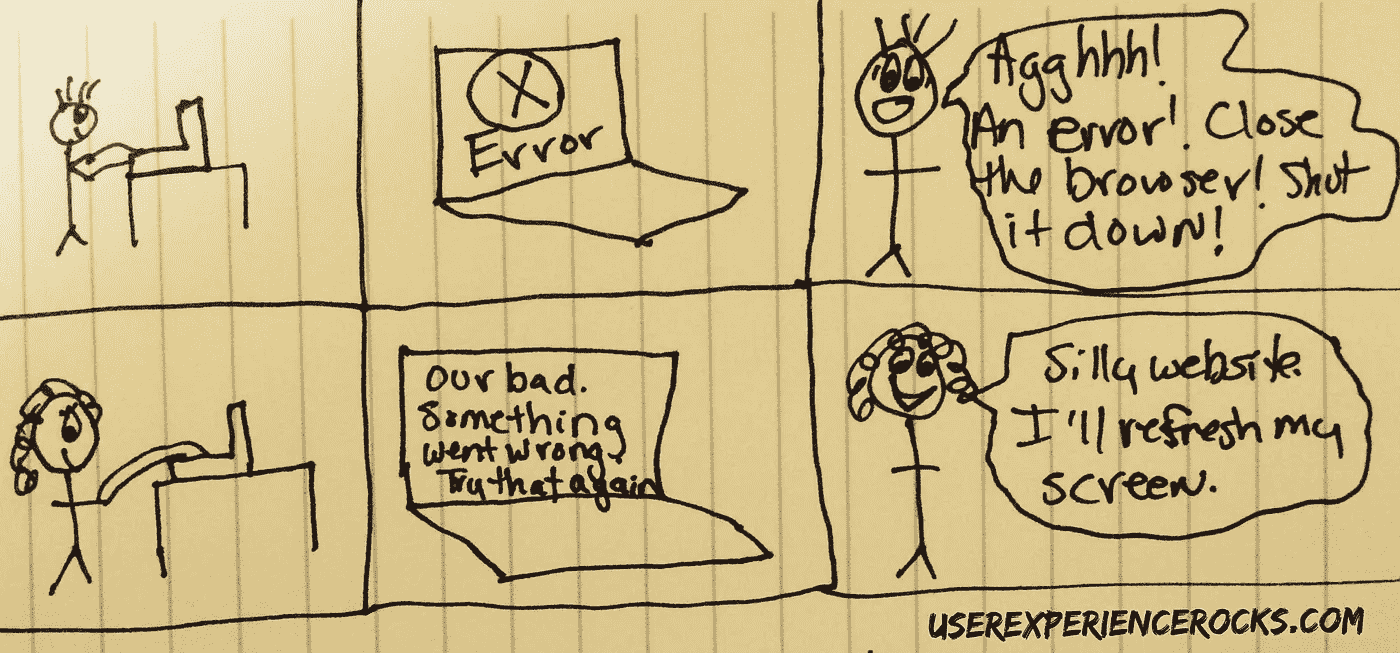 Error
Agghhh!
An error! Close
the browser! Shut
it down!
Our bad.
Something
went wrong.
Try that again
Silly website.
I'll refresh my
screen.
USEREXPERIENCEROCKS.COM